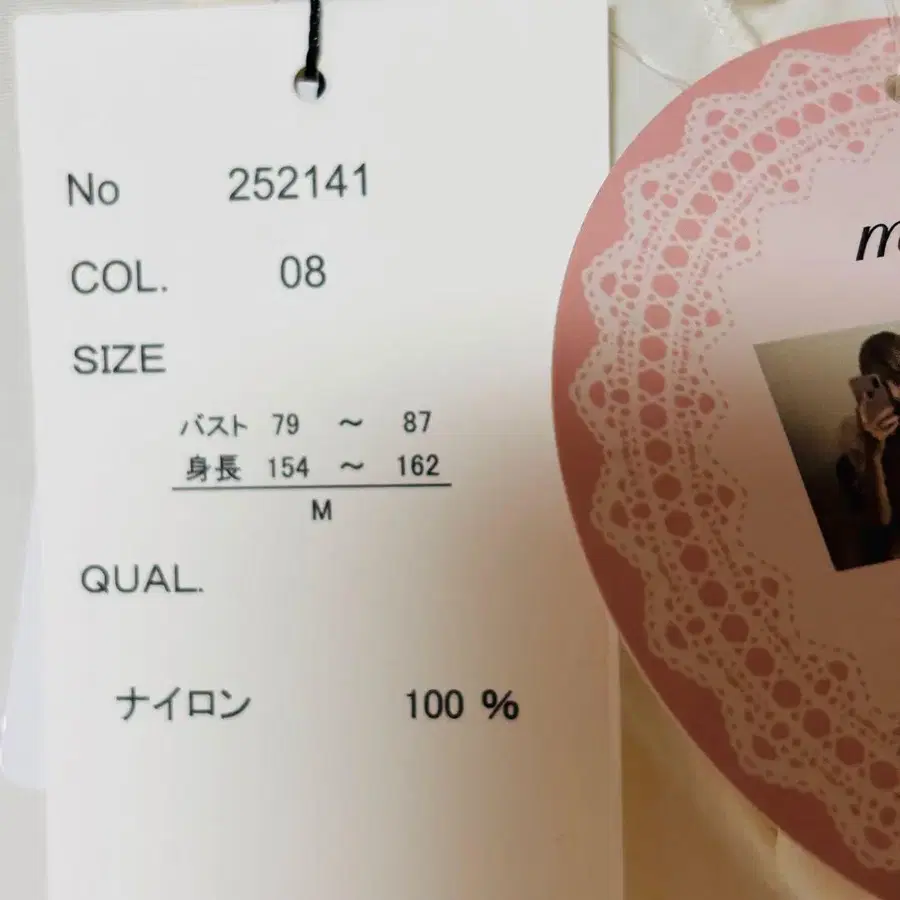 No 252141
COL. 08
SIZE
バスト 79 ～ 87
身長 154 ～ 162
M
QUAL.
ナイロン 100 %